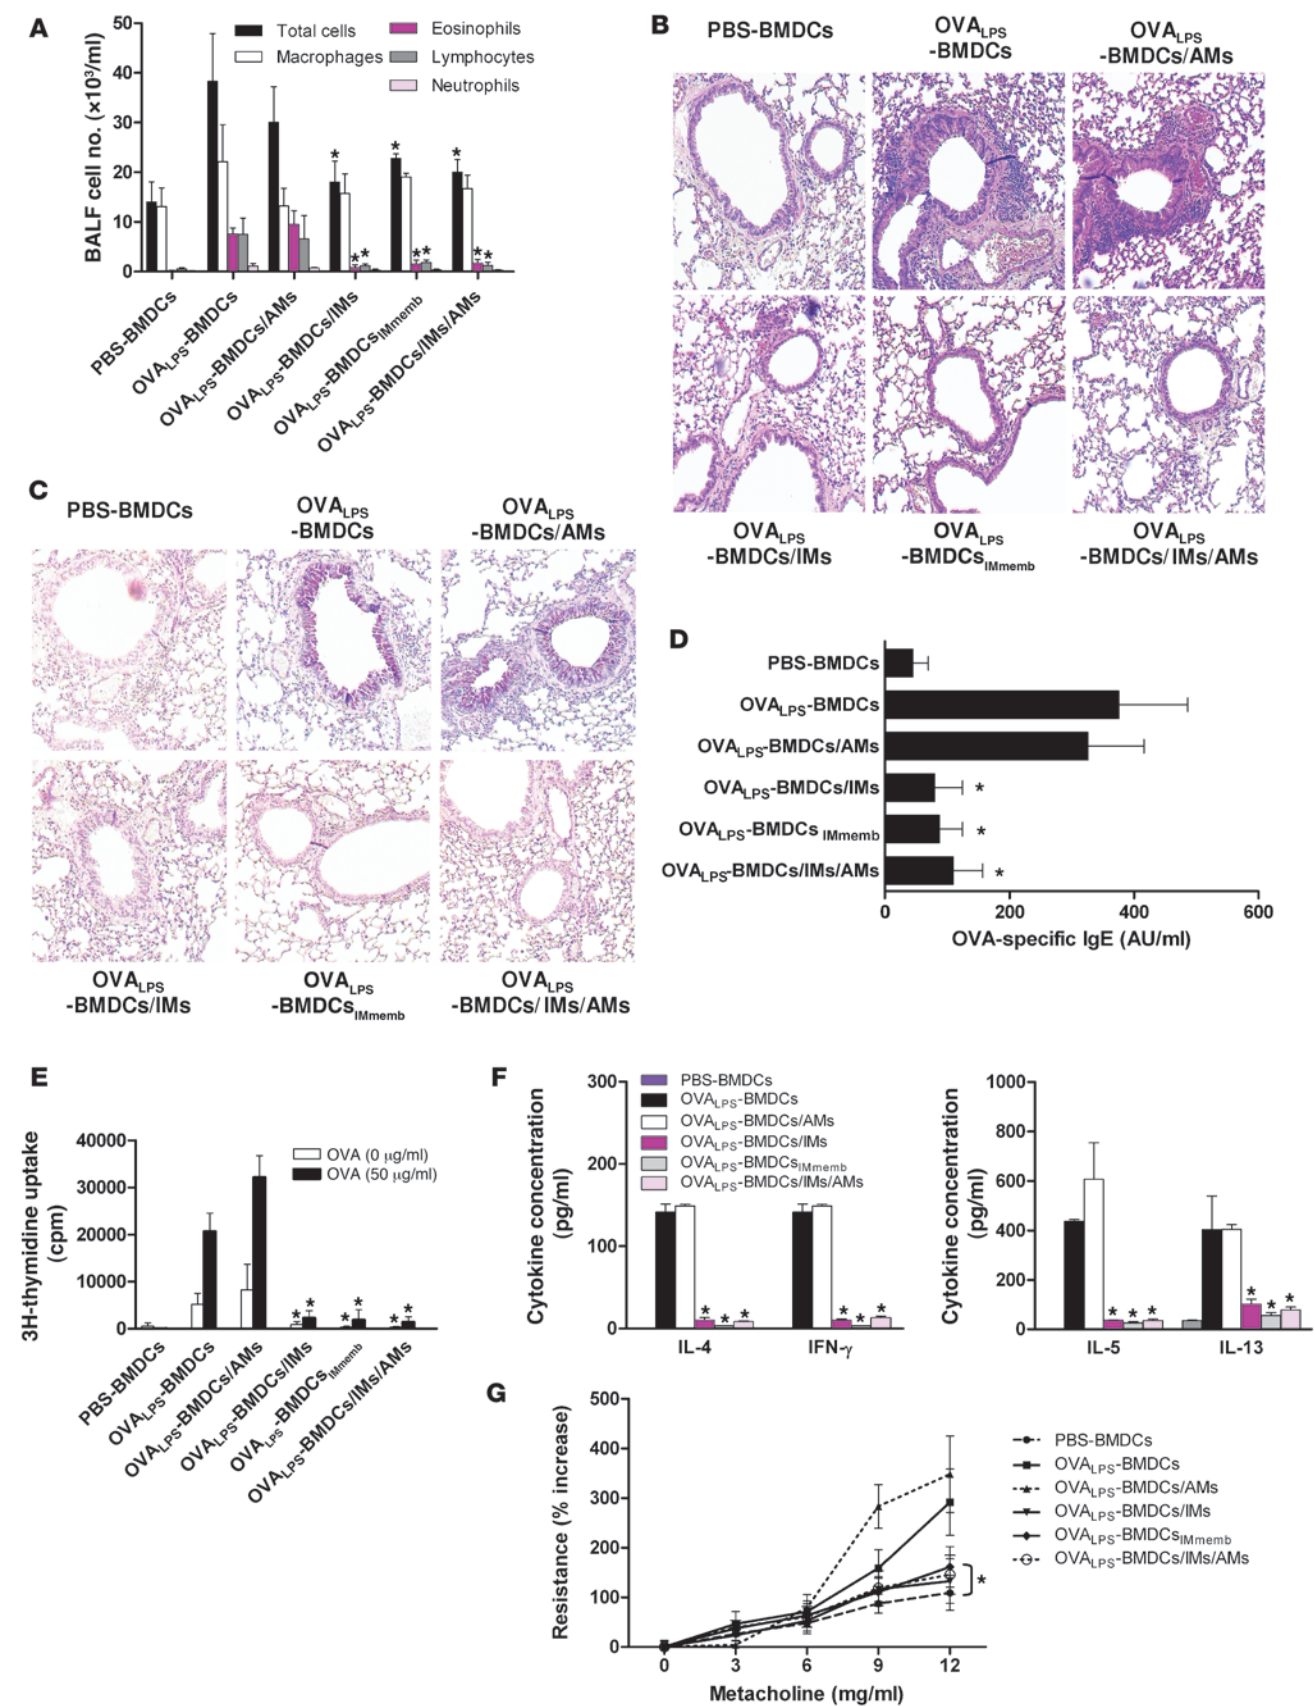 A
BALF cell no. (×10³/ml)
50
40
30
20
10
0
Total cells
Macrophages
Eosinophils
Lymphocytes
Neutrophils
* * * * * * * * *
PBS-BMDCs
OVALPS-BMDCs
OVALPS-BMDCs/AMs
OVALPS-BMDCs/IMs
OVALPS-BMDCsIMmemb
OVALPS-BMDCs/IMs/AMs
B
PBS-BMDCs
OVALPS
-BMDCs
OVALPS
-BMDCs/AMs
OVALPS
-BMDCs/IMs
OVALPS
-BMDCsIMmemb
OVALPS
-BMDCs/IMs/AMs
C
PBS-BMDCs
OVALPS
-BMDCs
OVALPS
-BMDCs/AMs
OVALPS
-BMDCs/IMs
OVALPS
-BMDCsIMmemb
OVALPS
-BMDCs/IMs/AMs
D
PBS-BMDCs
OVALPS-BMDCs
OVALPS-BMDCs/AMs
OVALPS-BMDCs/IMs *
OVALPS-BMDCs IMmemb *
OVALPS-BMDCs/IMs/AMs *
0 200 400 600
OVA-specific IgE (AU/ml)
E
3H-thymidine uptake
(cpm)
40000
30000
20000
10000
0
OVA (0 µg/ml)
OVA (50 µg/ml)
* * * * * *
PBS-BMDCs
OVALPS-BMDCs
OVALPS-BMDCs/AMs
OVALPS-BMDCs/IMs
OVALPS-BMDCsIMmemb
OVALPS-BMDCs/IMs/AMs
F
Cytokine concentration
(pg/ml)
300
200
100
0
PBS-BMDCs
OVALPS-BMDCs
OVALPS-BMDCs/AMs
OVALPS-BMDCs/IMs
OVALPS-BMDCsIMmemb
OVALPS-BMDCs/IMs/AMs
* * * * * *
IL-4 IFN-γ
Cytokine concentration
(pg/ml)
1000
800
600
400
200
0
* * * * * *
IL-5 IL-13
G
Resistance (% increase)
500
400
300
200
100
0
*
0 3 6 9 12
Metacholine (mg/ml)
PBS-BMDCs
OVALPS-BMDCs
OVALPS-BMDCs/AMs
OVALPS-BMDCs/IMs
OVALPS-BMDCsIMmemb
OVALPS-BMDCs/IMs/AMs